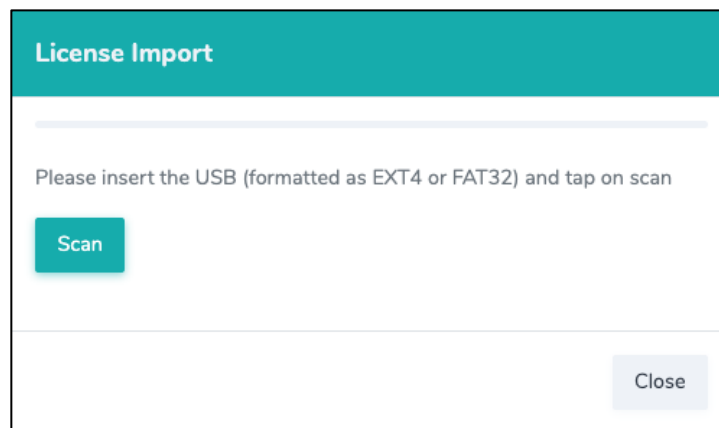 License Import
Please insert the USB (formatted as EXT4 or FAT32) and tap on scan
Scan
Close